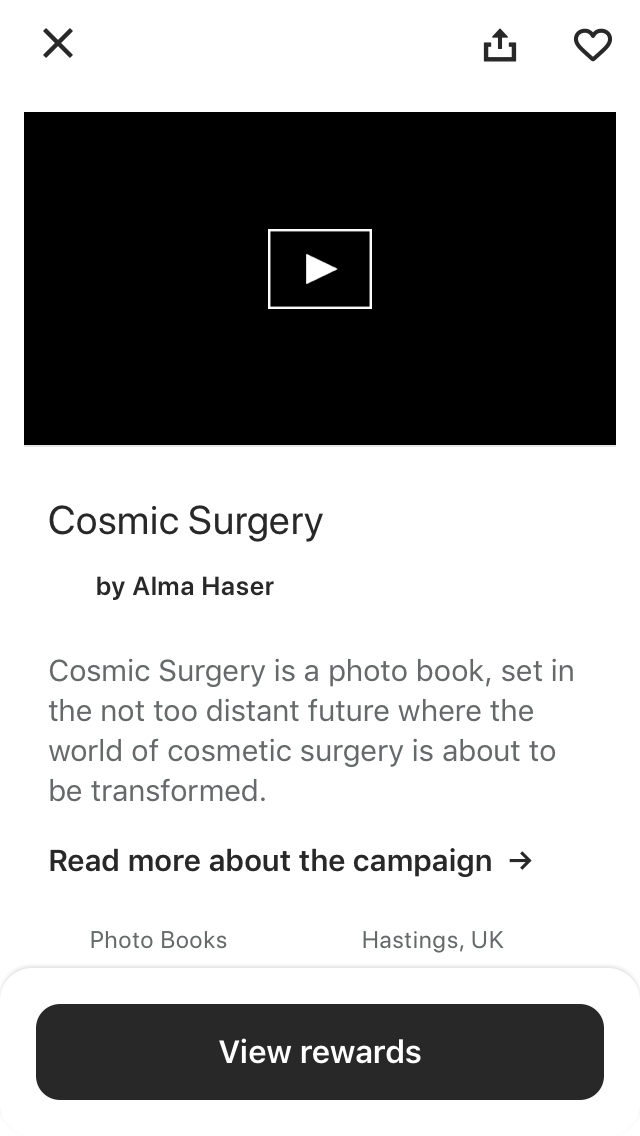 Cosmic Surgery
by Alma Haser
Cosmic Surgery is a photo book, set in
the not too distant future where the
world of cosmetic surgery is about to
be transformed.
Read more about the campaign →
Photo Books
Hastings, UK
View rewards